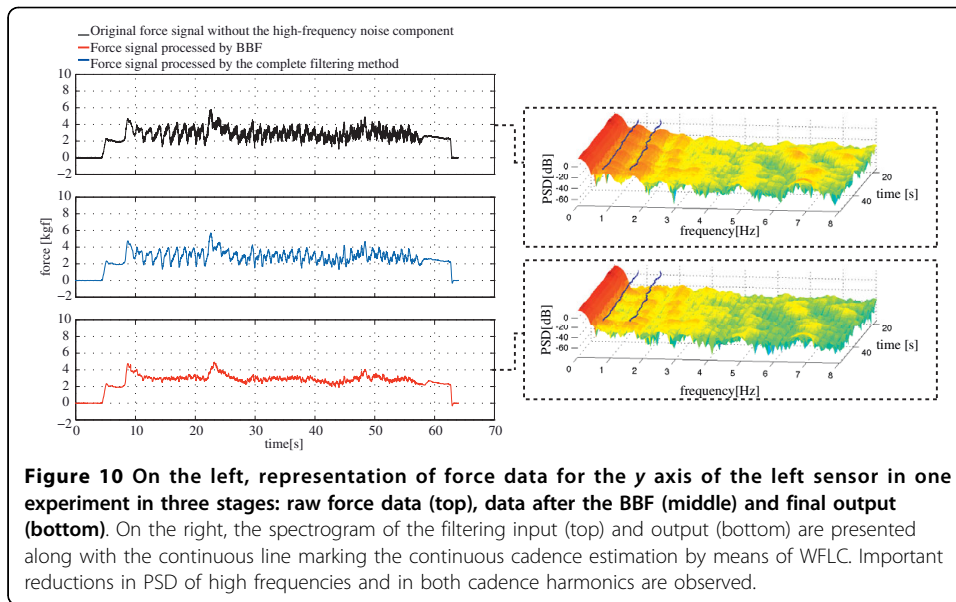 Original force signal without the high-frequency noise component
Force signal processed by BBF
Force signal processed by the complete filtering method
10
8
6
4
2
0
−2
10
8
6
4
2
0
−2
10
8
6
4
2
0
−2
force [kgf]
0 10 20 30 40 50 60 70
time[s]
PSD[dB]
0
-20
-40
-60
0 1 2 3 4 5 6 7 8
frequency[Hz]
20
40
time [s]
PSD[dB]
0
-20
-40
-60
0 1 2 3 4 5 6 7 8
frequency[Hz]
20
40
time [s]
Figure 10 On the left, representation of force data for the y axis of the left sensor in one
experiment in three stages: raw force data (top), data after the BBF (middle) and final output
(bottom). On the right, the spectrogram of the filtering input (top) and output (bottom) are presented
along with the continuous line marking the continuous cadence estimation by means of WFLC. Important
reductions in PSD of high frequencies and in both cadence harmonics are observed.